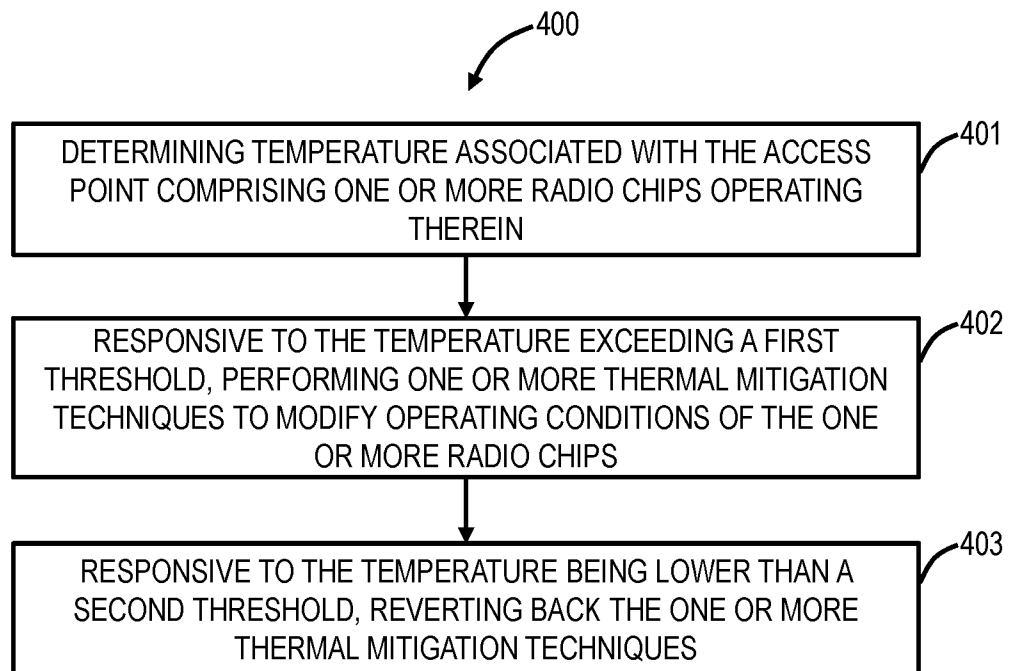 400
401
DETERMINING TEMPERATURE ASSOCIATED WITH THE ACCESS
POINT COMPRISING ONE OR MORE RADIO CHIPS OPERATING
THEREIN
402
RESPONSIVE TO THE TEMPERATURE EXCEEDING A FIRST
THRESHOLD, PERFORMING ONE OR MORE THERMAL MITIGATION
TECHNIQUES TO MODIFY OPERATING CONDITIONS OF THE ONE
OR MORE RADIO CHIPS
403
RESPONSIVE TO THE TEMPERATURE BEING LOWER THAN A
SECOND THRESHOLD, REVERTING BACK THE ONE OR MORE
THERMAL MITIGATION TECHNIQUES